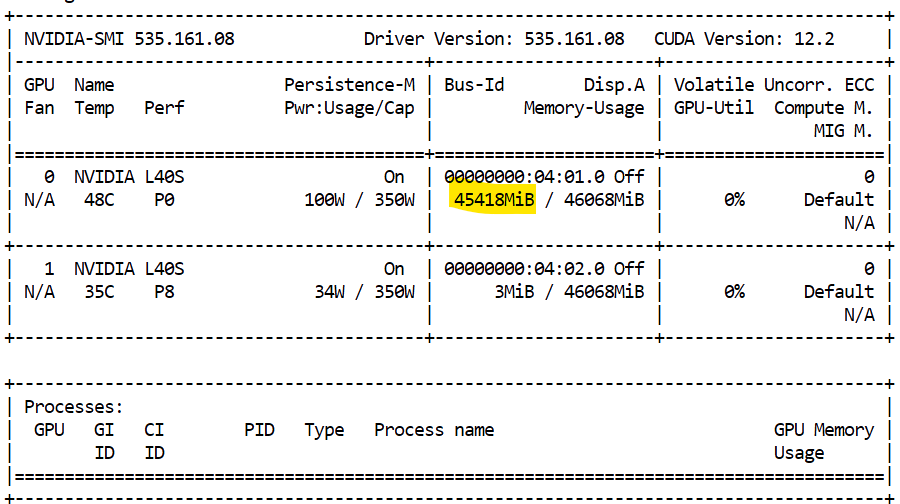 +-----------------------------------------------------------------------------------------+
| NVIDIA-SMI 535.161.08 Driver Version: 535.161.08 CUDA Version: 12.2 |
|-----------------------------------------+----------------------+----------------------+
| GPU Name Persistence-M | Bus-Id Disp.A | Volatile Uncorr. ECC |
| Fan Temp Perf Pwr:Usage/Cap | Memory-Usage | GPU-Util Compute M. |
| | | MIG M. |
|=========================================+======================+======================|
| 0 NVIDIA L40S On | 00000000:04:01.0 Off | 0 |
| N/A 48C P0 100W / 350W | 45418MiB / 46068MiB | 0% Default |
| | | N/A |
+-----------------------------------------+----------------------+----------------------+
| 1 NVIDIA L40S On | 00000000:04:02.0 Off | 0 |
| N/A 35C P8 34W / 350W | 3MiB / 46068MiB | 0% Default |
| | | N/A |
+-----------------------------------------+----------------------+----------------------+
+---------------------------------------------------------------------------------------+
| Processes: |
| GPU GI CI PID Type Process name GPU Memory |
| ID ID Usage |
|=======================================================================================|
+---------------------------------------------------------------------------------------+